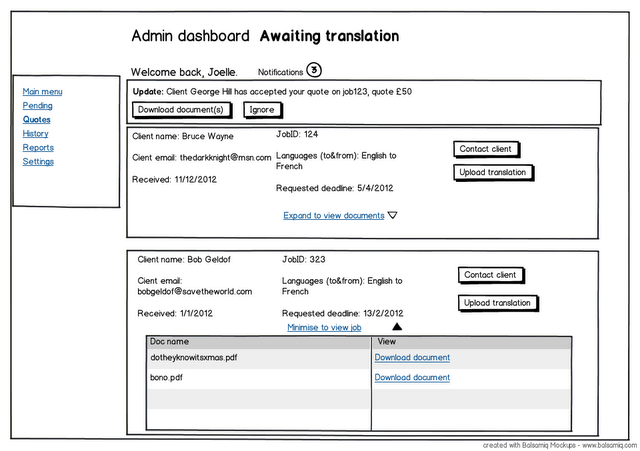 Admin dashboard Awaiting translation
Welcome back, Joelle. Notifications 3
Main menu
Pending
Quotes
History
Reports
Settings
Update: Client George Hill has accepted your quote on job123, quote £50
Download document(s) Ignore
Client name: Bruce Wayne JobID: 124
Contact client
Cient email: thedarkknight@msn.com Languages (to&from): English to
French
Upload translation
Received: 11/12/2012
Requested deadline: 5/4/2012
Expand to view documents
Client name: Bob Geldof JobID: 323
Contact client
Cient email: Languages (to&from): English to
bobgeldof@savetheworld.com French
Upload translation
Received: 1/1/2012 Requested deadline: 13/2/2012
Minimise to view job
Doc name View
dotheyknowitsxmas.pdf Download document
bono.pdf Download document
created with Balsamiq Mockups - www.balsamiq.com